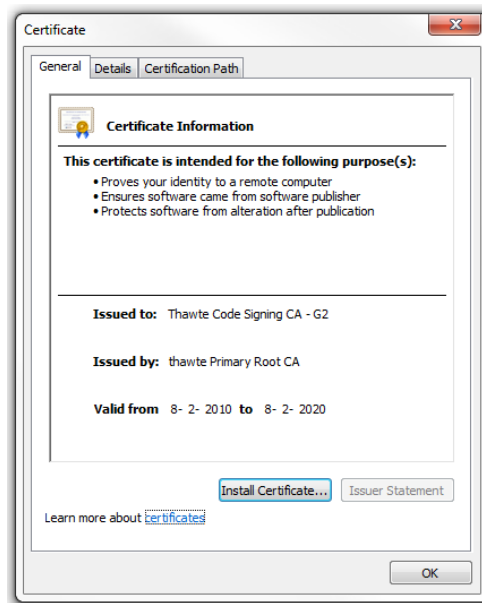 Certificate
General Details Certification Path
Certificate Information
This certificate is intended for the following purpose(s):
• Proves your identity to a remote computer
• Ensures software came from software publisher
• Protects software from alteration after publication
Issued to: Thawte Code Signing CA - G2
Issued by: thawte Primary Root CA
Valid from 8- 2- 2010 to 8- 2- 2020
Install Certificate... Issuer Statement
Learn more about certificates
OK